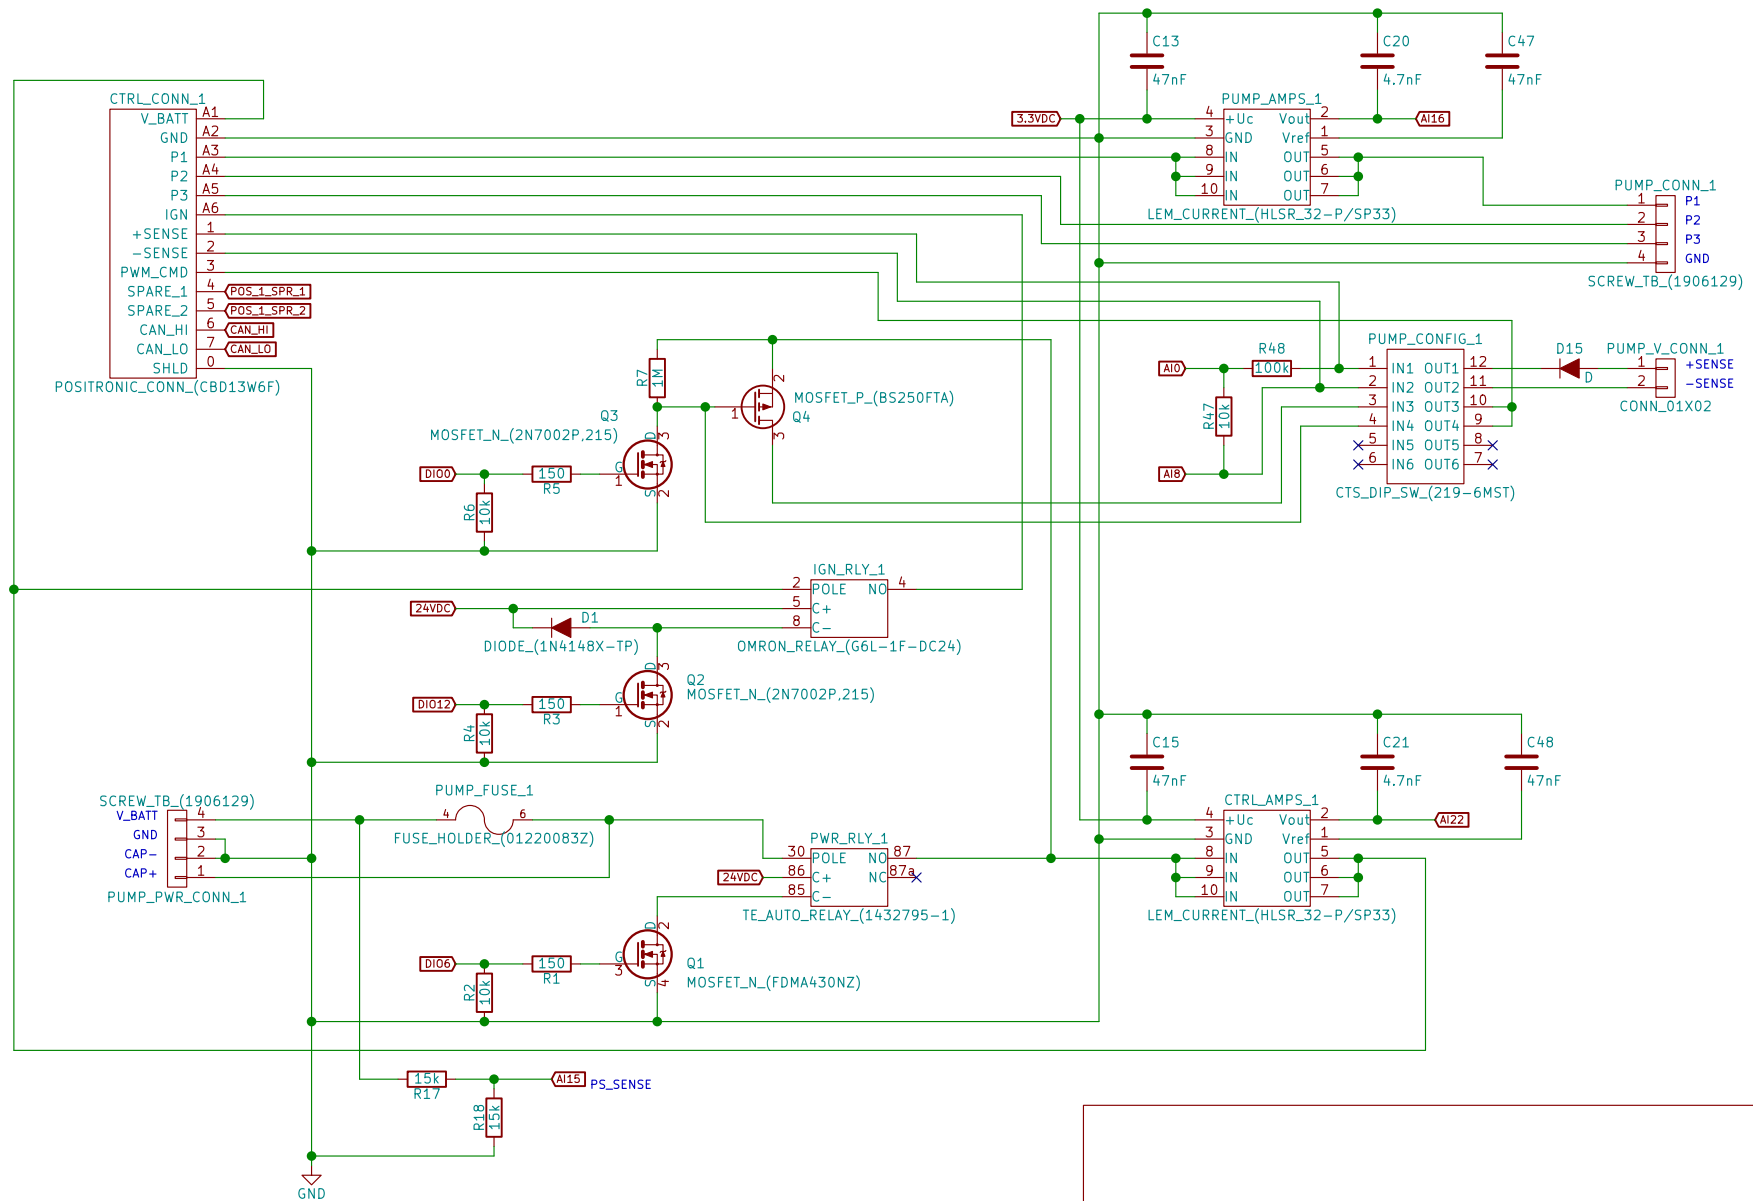 C13
47nF
C20
4.7nF
C47
47nF
CTRL_CONN_1
V_BATT A1
GND A2
P1 A3
P2 A4
P3 A5
IGN A6
+SENSE 1
-SENSE 2
PWM_CMD 3
SPARE_1 4 POS_1_SPR_1
SPARE_2 5 POS_1_SPR_2
CAN_HI 6 CAN_HI
CAN_LO 7 CAN_LO
SHLD 0
POSITRONIC_CONN_(CBD13W6F)
PUMP_AMPS_1
3.3VDC 4 +Uc Vout 2 AI16
3 GND Vref 1
8 IN OUT 5
9 IN OUT 6
10 IN OUT 7
LEM_CURRENT_(HLSR_32-P/SP33)
PUMP_CONN_1
1 P1
2 P2
3 P3
4 GND
SCREW_TB_(1906129)
R7 1M
2
1
3
MOSFET_P_(BS250FTA)
Q4
Q3
MOSFET_N_(2N7002P,215)
D 3
G 1
S 2
DIO0
150
R5
R6 10k
AI0
R48
100k
R47 10k
AI8
PUMP_CONFIG_1
1 IN1 OUT1 12
2 IN2 OUT2 11
3 IN3 OUT3 10
4 IN4 OUT4 9
5 IN5 OUT5 8
6 IN6 OUT6 7
CTS_DIP_SW_(219-6MST)
D15
D
PUMP_V_CONN_1
1 +SENSE
2 -SENSE
CONN_01X02
IGN_RLY_1
2 POLE NO 4
24VDC 5 C+
8 C-
OMRON_RELAY_(G6L-1F-DC24)
D1
DIODE_(1N4148X-TP)
D 3
G 1
S 2
Q2
MOSFET_N_(2N7002P,215)
DIO12
150
R3
R4 10k
C15
47nF
C21
4.7nF
C48
47nF
CTRL_AMPS_1
4 +Uc Vout 2 AI22
3 GND Vref 1
8 IN OUT 5
9 IN OUT 6
10 IN OUT 7
LEM_CURRENT_(HLSR_32-P/SP33)
SCREW_TB_(1906129)
V_BATT 4
GND 3
CAP- 2
CAP+ 1
PUMP_PWR_CONN_1
PUMP_FUSE_1
4 6
FUSE_HOLDER_(01220083Z)
PWR_RLY_1
30 POLE NO 87
24VDC 86 C+ NC 87a
85 C-
TE_AUTO_RELAY_(1432795-1)
D 2
G 3
S 4
Q1
MOSFET_N_(FDMA430NZ)
DIO6
150
R1
R2 10k
15k
R17
AI15 PS_SENSE
R18 15k
GND